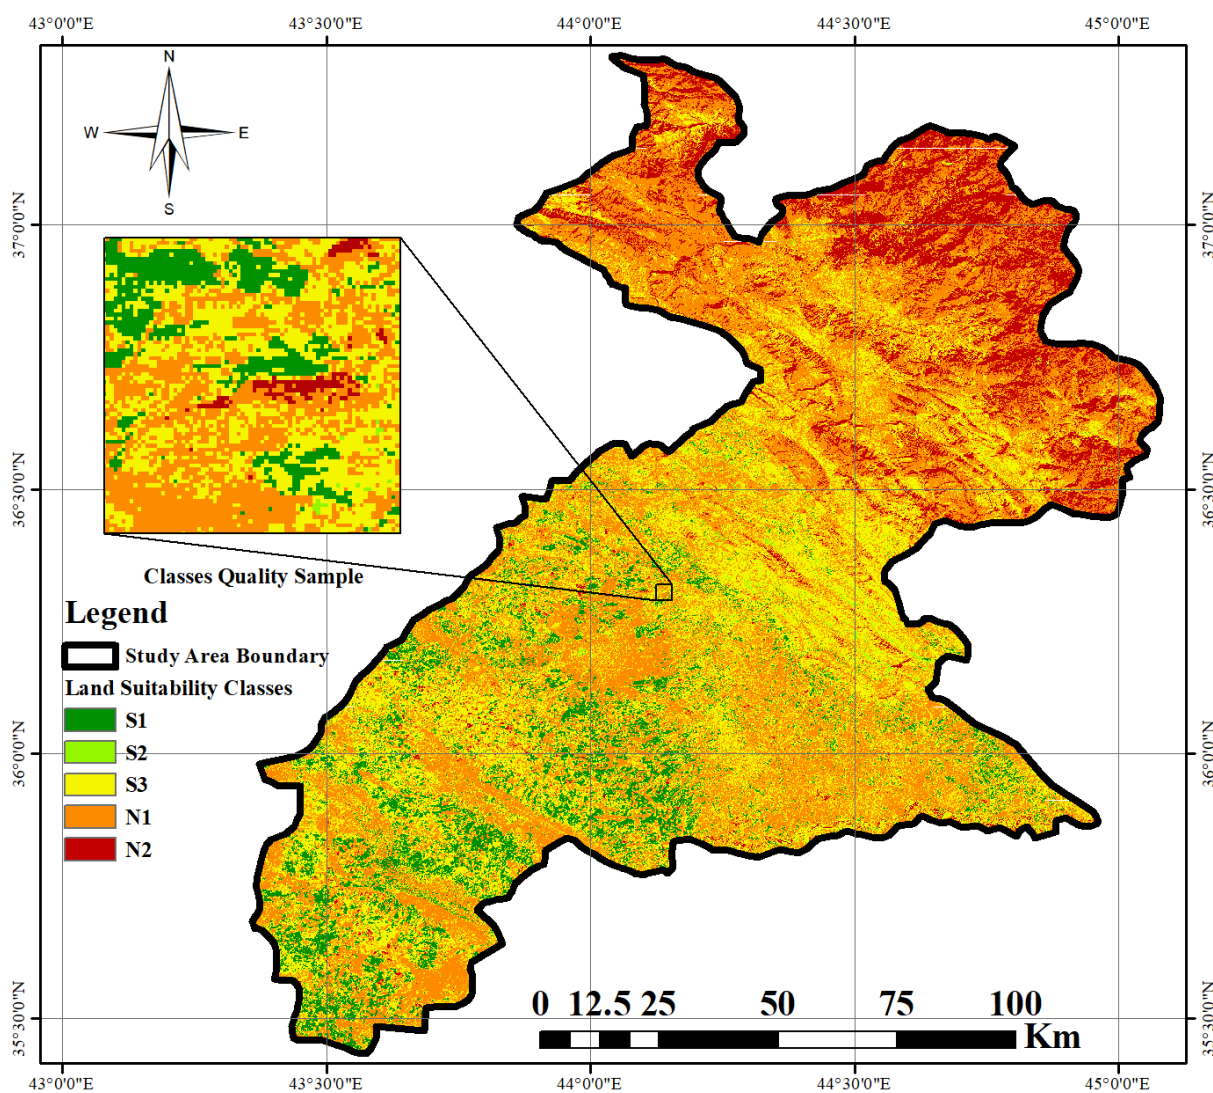 43°0'0"E 43°30'0"E 44°0'0"E 44°30'0"E 45°0'0"E
N
W E
S
37°0'0"N 37°0'0"N
36°30'0"N 36°30'0"N
Classes Quality Sample
Legend
Study Area Boundary
Land Suitability Classes
S1
S2
36°0'0"N 36°0'0"N
S3
N1
N2
0 12.5 25 50 75 100
Km
35°30'0"N 35°30'0"N
43°0'0"E 43°30'0"E 44°0'0"E 44°30'0"E 45°0'0"E